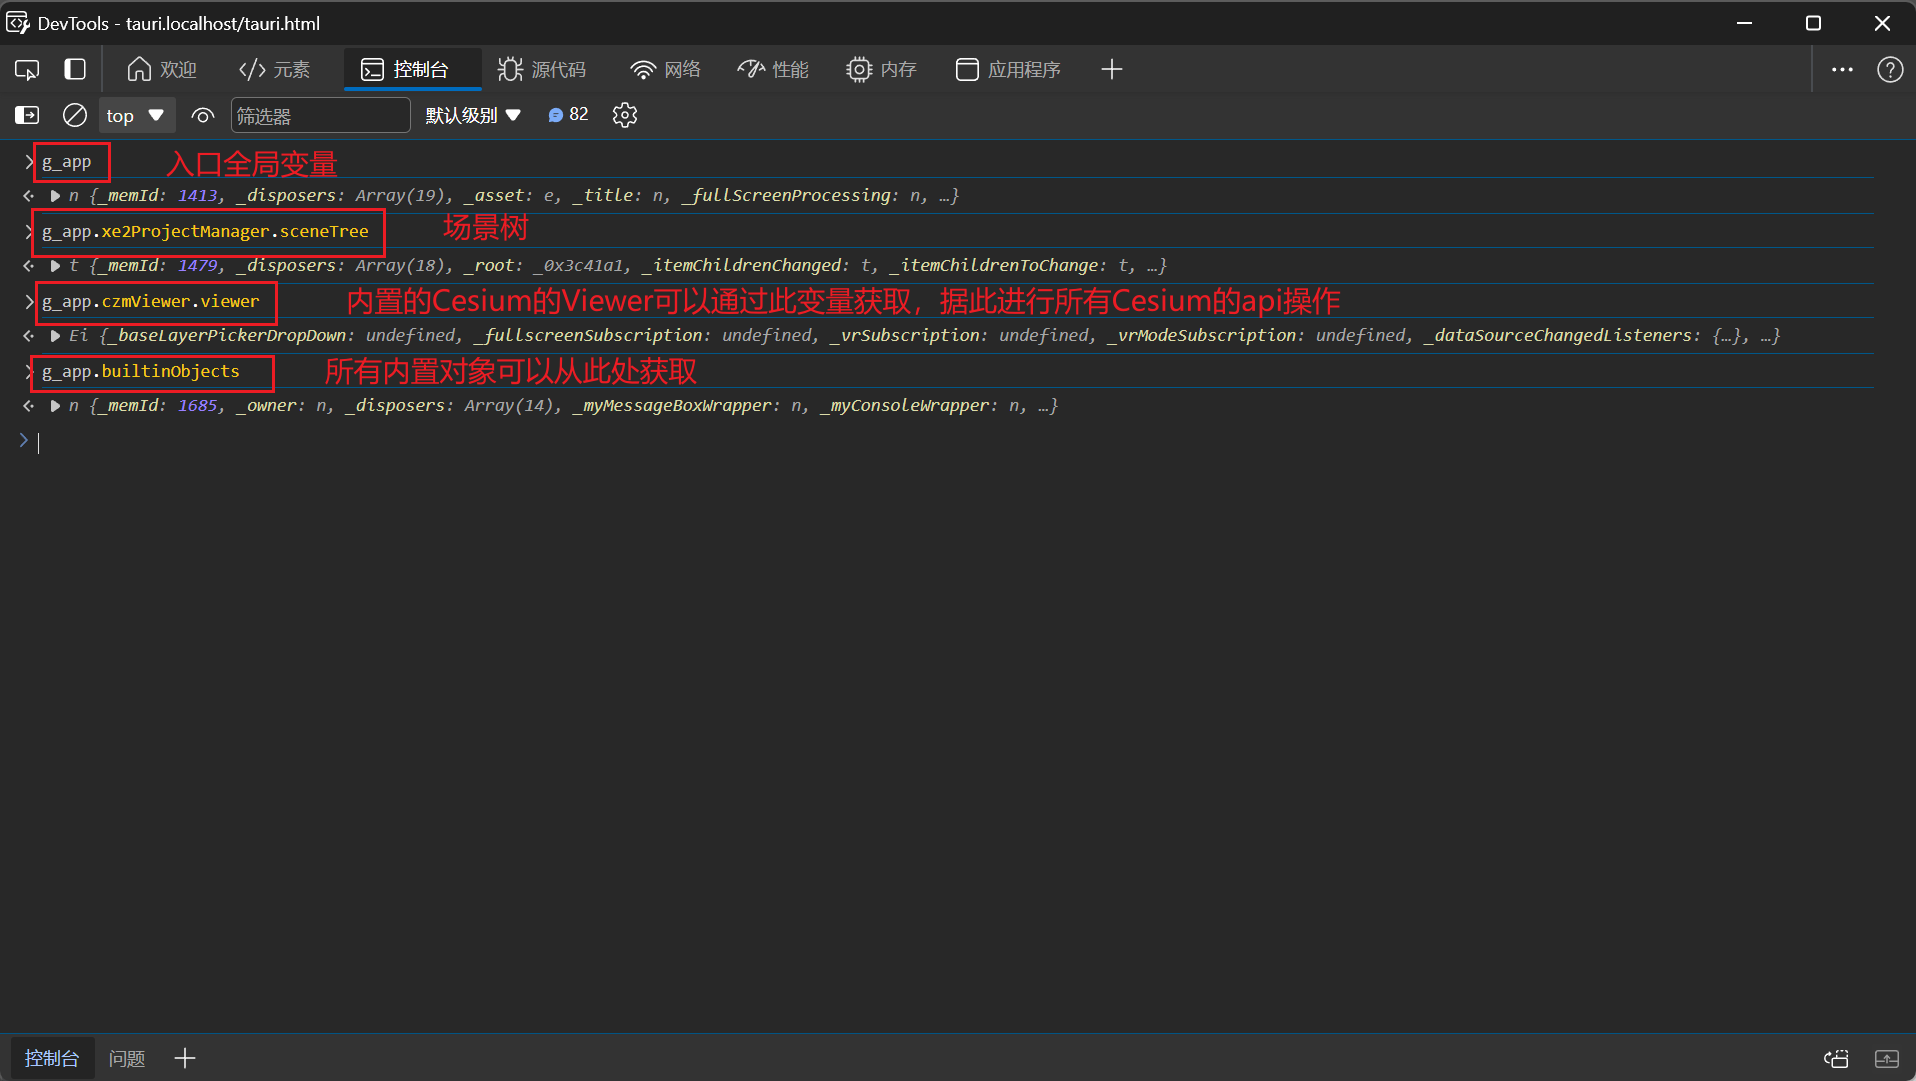 DevTools - tauri.localhost/tauri.html
欢迎 </> 元素 控制台 源代码 网络 性能 内存 应用程序
top 筛选器 默认级别 82
g_app 入口全局变量
n {_memId: 1413, _disposers: Array(19), _asset: e, _title: n, _fullScreenProcessing: n, …}
g_app.xe2ProjectManager.sceneTree 场景树
t {_memId: 1479, _disposers: Array(18), _root: _0x3c41a1, _itemChildrenChanged: t, _itemChildrenToChange: t, …}
g_app.czmViewer.viewer 内置的Cesium的Viewer可以通过此变量获取，据此进行所有Cesium的api操作
Ei {_baseLayerPickerDropDown: undefined, _fullscreenSubscription: undefined, _vrSubscription: undefined, _vrModeSubscription: undefined, _dataSourceChangedListeners: {…}, …}
g_app.builtinObjects 所有内置对象可以从此处获取
n {_memId: 1685, _owner: n, _disposers: Array(14), _myMessageBoxWrapper: n, _myConsoleWrapper: n, …}
控制台 问题